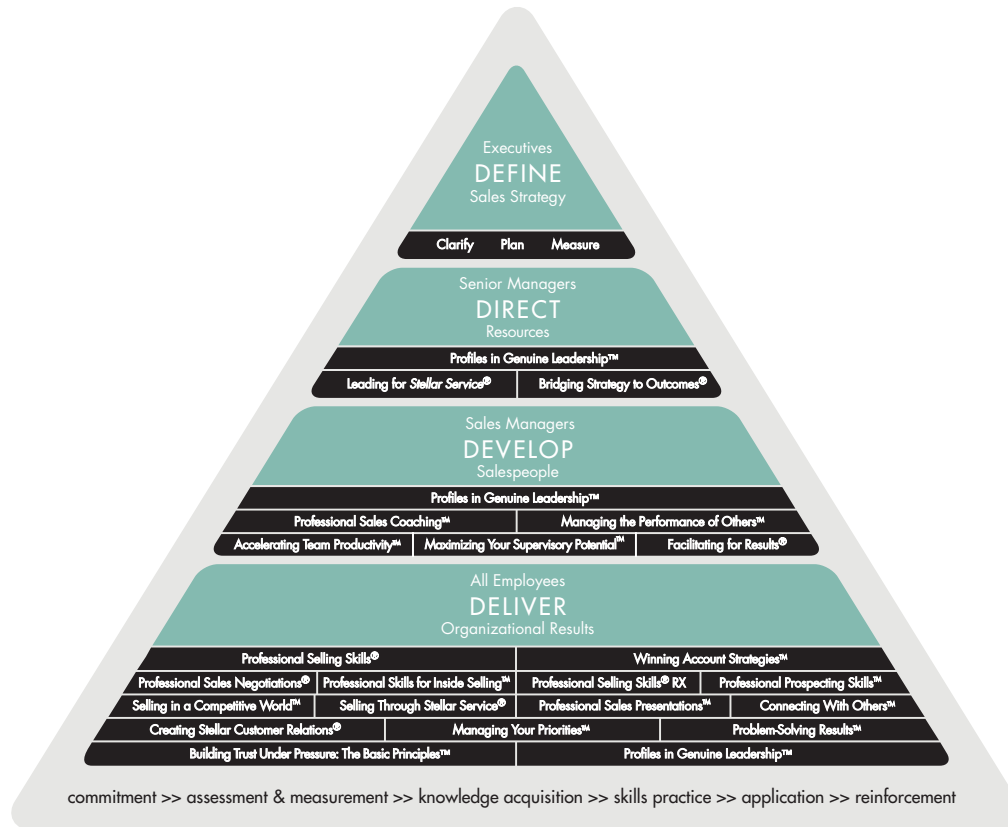 Executives
DEFINE
Sales Strategy
Clarify Plan Measure
Senior Managers
DIRECT
Resources
Profiles in Genuine Leadership™
Leading for Stellar Service® Bridging Strategy to Outcomes®
Sales Managers
DEVELOP
Salespeople
Profiles in Genuine Leadership™
Professional Sales Coaching℠ Managing the Performance of Others℠
Accelerating Team Productivity℠ Maximizing Your Supervisory Potential™ Facilitating for Results®
All Employees
DELIVER
Organizational Results
Professional Selling Skills® Winning Account Strategies™
Professional Sales Negotiations® Professional Skills for Inside Selling™ Professional Selling Skills® RX Professional Prospecting Skills™
Selling in a Competitive World™ Selling Through Stellar Service® Professional Sales Presentations™ Connecting With Others™
Creating Stellar Customer Relations® Managing Your Priorities℠ Problem-Solving Results℠
Building Trust Under Pressure: The Basic Principles™ Profiles in Genuine Leadership™
commitment >> assessment & measurement >> knowledge acquisition >> skills practice >> application >> reinforcement